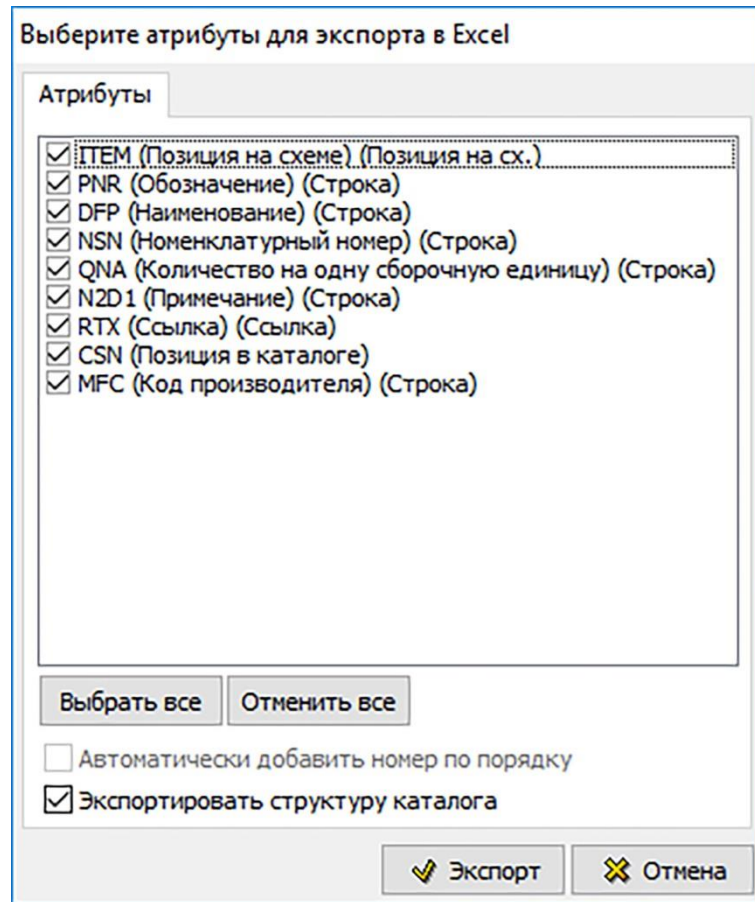 Выберите атрибуты для экспорта в Excel
Атрибуты
ITEM (Позиция на схеме) (Позиция на сх.)
PNR (Обозначение) (Строка)
DFP (Наименование) (Строка)
NSN (Номенклатурный номер) (Строка)
QNA (Количество на одну сборочную единицу) (Строка)
N2D1 (Примечание) (Строка)
RTX (Ссылка) (Ссылка)
CSN (Позиция в каталоге)
MFC (Код производителя) (Строка)
Выбрать все Отменить все
Автоматически добавить номер по порядку
Экспортировать структуру каталога
Экспорт Отмена